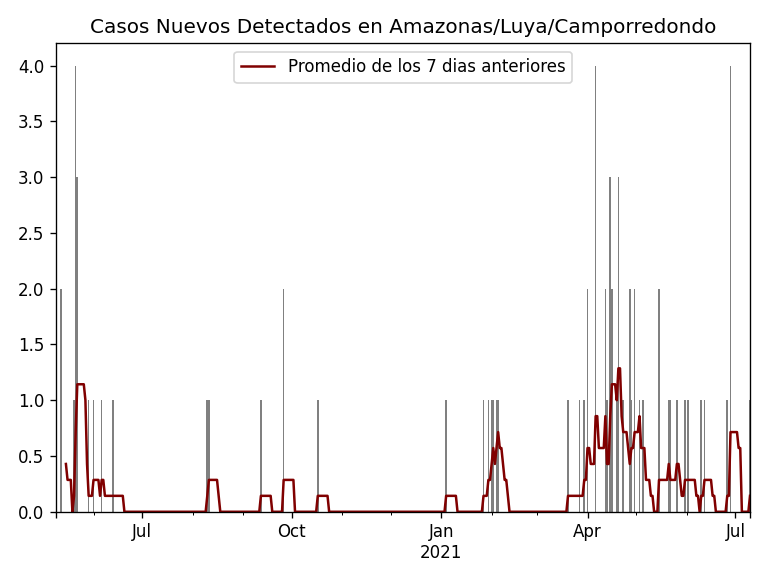 Casos Nuevos Detectados en Amazonas/Luya/Camporredondo
Promedio de los 7 dias anteriores
4.0
3.5
3.0
2.5
2.0
1.5
1.0
0.5
0.0
Jul
Oct
Jan
2021
Apr
Jul